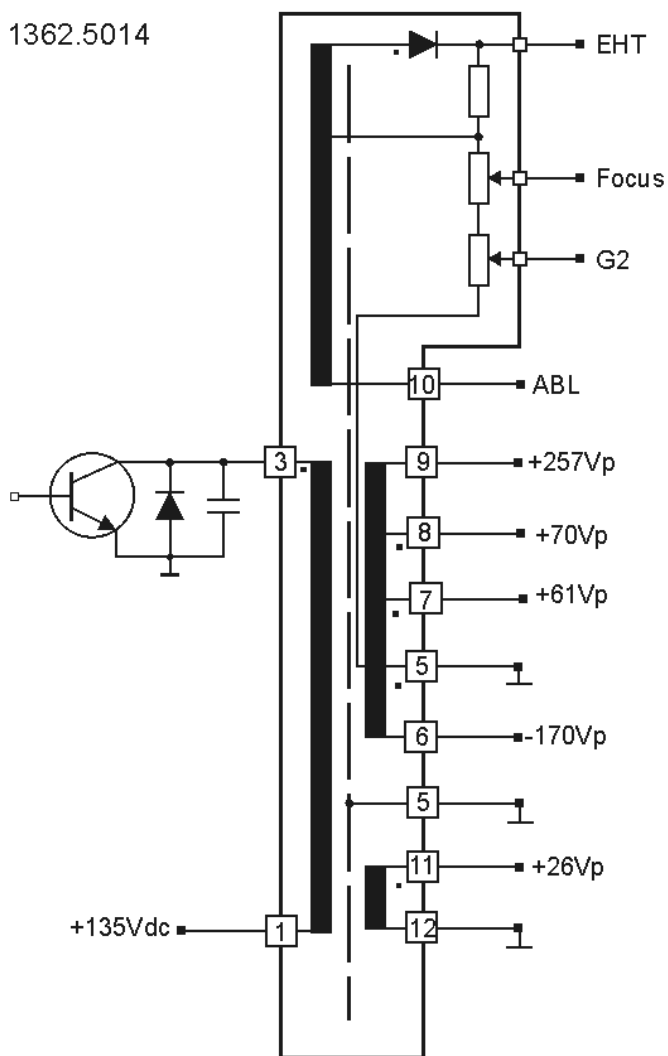 1362.5014
EHT
Focus
G2
10 ABL
3
9 +257Vp
8 +70Vp
7 +61Vp
5
6 -170Vp
5
11 +26Vp
+135Vdc 1
12